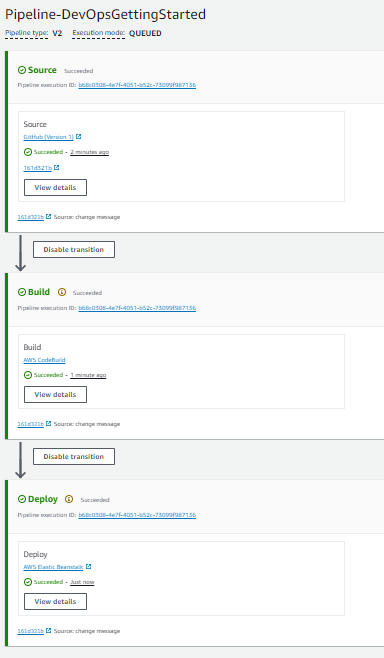 Pipeline-DevOpsGettingStarted
Pipeline type: V2 Execution mode: QUEUED
Source Succeeded
Pipeline execution ID: b68c0308-4e7f-4051-b52c-73099f987136
Source
GitHub (Version 1)
Succeeded - 2 minutes ago
161d321b
View details
161d321b Source: change message
Disable transition
Build Succeeded
Pipeline execution ID: b68c0308-4e7f-4051-b52c-73099f987136
Build
AWS CodeBuild
Succeeded - 1 minute ago
View details
161d321b Source: change message
Disable transition
Deploy Succeeded
Pipeline execution ID: b68c0308-4e7f-4051-b52c-73099f987136
Deploy
AWS Elastic Beanstalk
Succeeded - Just now
View details
161d321b Source: change message